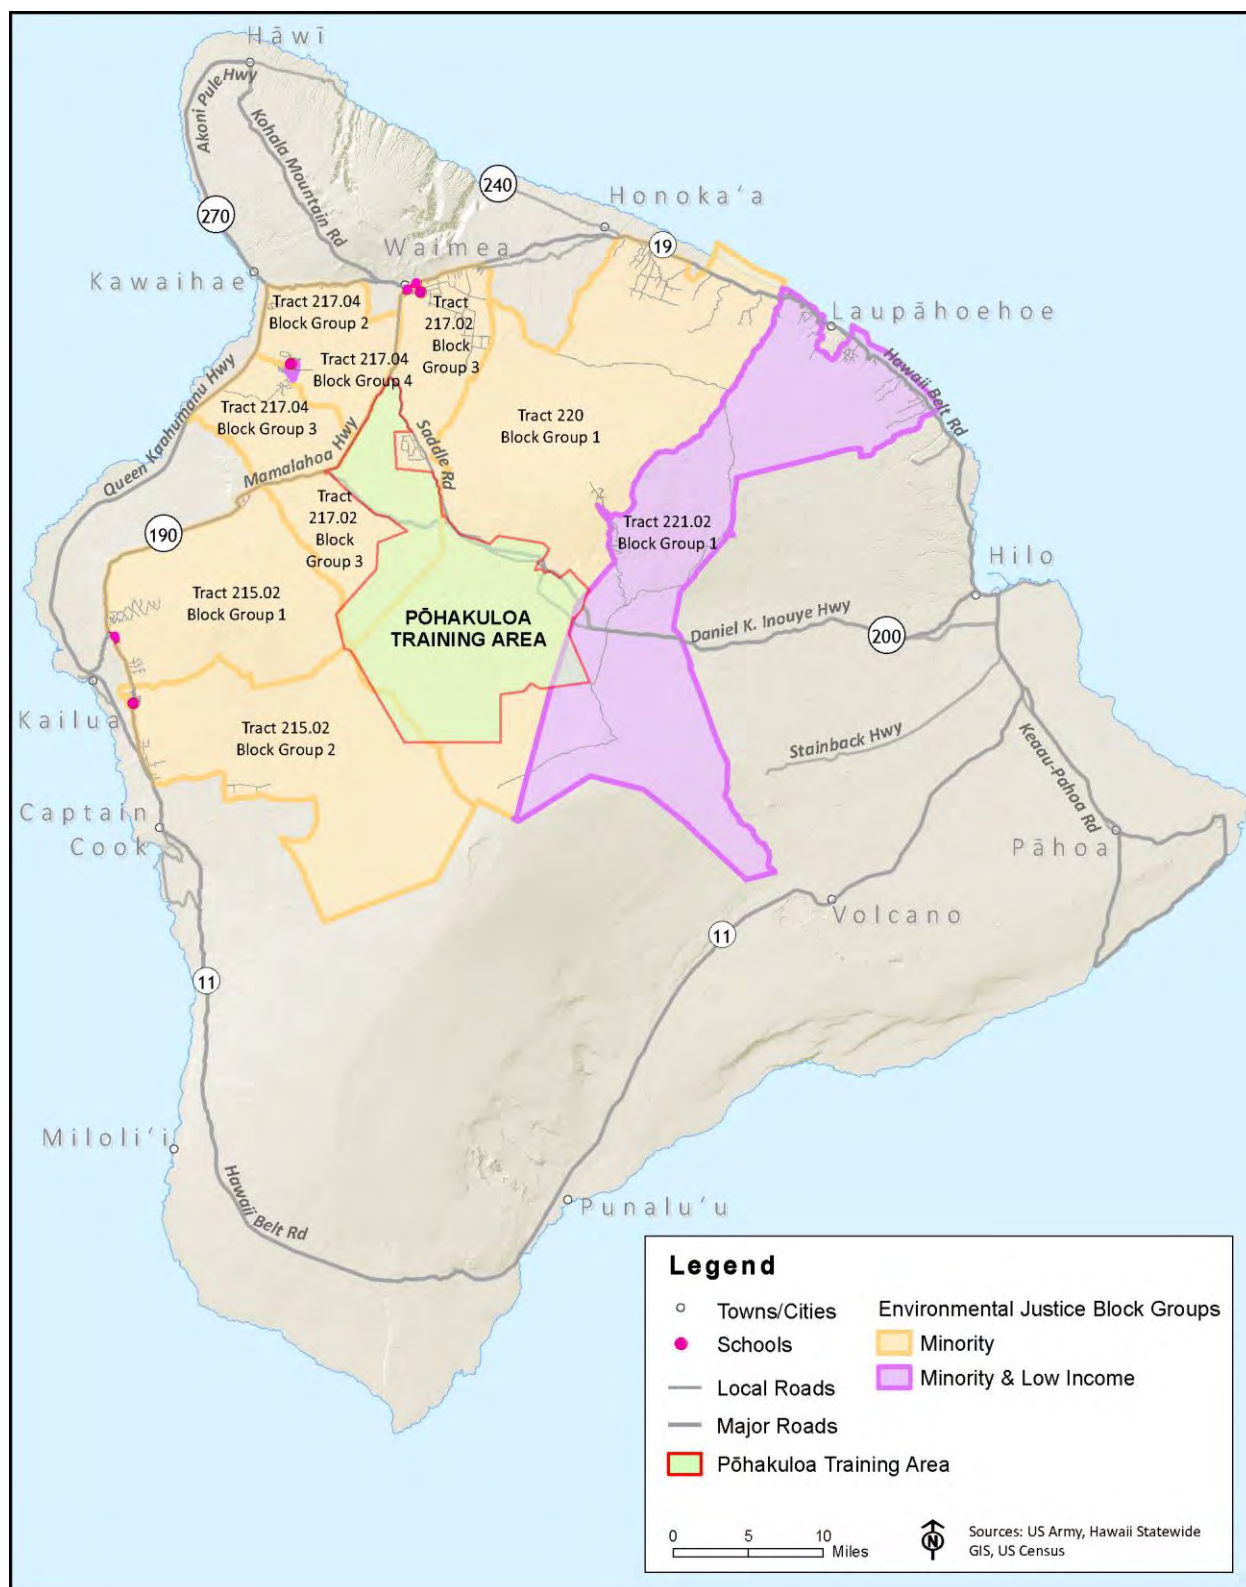 Hāwī
Akoni Pule Hwy
Kohala Mountain Rd
240
Honoka‘a
270
19
Waimea
Kawaihae
Tract 217.04
Block Group 2
Tract
217.02
Block
Group 3
Laupāhoehoe
Hawaii Belt Rd
Tract 217.04
Block Group 4
Queen Kaahumanu Hwy
Tract 217.04
Block Group 3
Tract 220
Block Group 1
Mamalahoa Hwy
Saddle Rd
Tract
217.02
Block
Group 3
190
Tract 221.02
Block Group 1
Hilo
Tract 215.02
Block Group 1
PŌHAKULOA
TRAINING AREA
Daniel K. Inouye Hwy
200
Kailua
Tract 215.02
Block Group 2
Stainback Hwy
Keaau-Pahoa Rd
Captain
Cook
Pāhoa
Volcano
11
11
Miloli‘i
Hawaii Belt Rd
Punalu‘u
Legend
Towns/Cities
Schools
Local Roads
Major Roads
Pōhakuloa Training Area
Environmental Justice Block Groups
Minority
Minority & Low Income
0 5 10
Miles
N
Sources: US Army, Hawaii Statewide
GIS, US Census